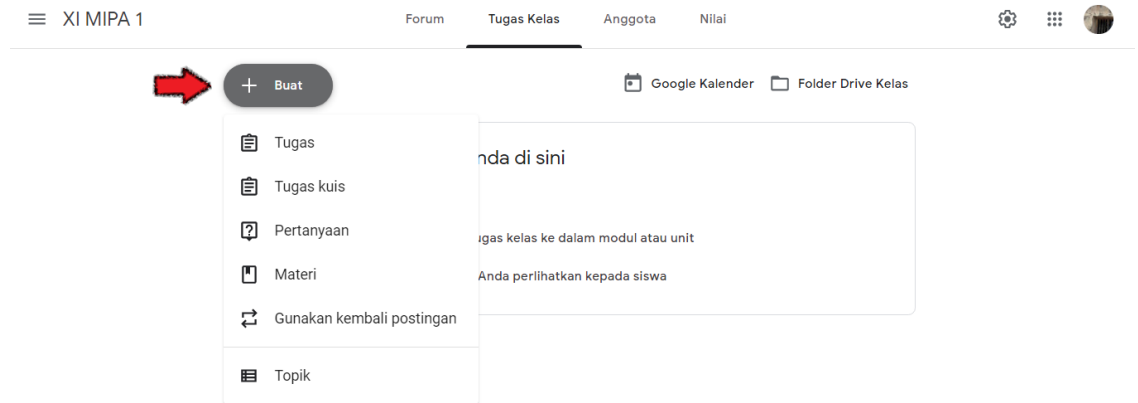 XI MIPA 1 Forum Tugas Kelas Anggota Nilai
Buat Google Kalender Folder Drive Kelas
Tugas
nda di sini
Tugas kuis
Pertanyaan
ugas kelas ke dalam modul atau unit
Materi
Anda perlihatkan kepada siswa
Gunakan kembali postingan
Topik